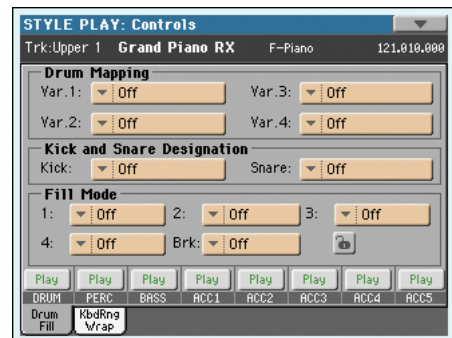 STYLE PLAY: Controls
Trk:Upper 1 Grand Piano RX F-Piano 121.010.000
Drum Mapping
Var.1: Off Var.3: Off
Var.2: Off Var.4: Off
Kick and Snare Designation
Kick: Off Snare: Off
Fill Mode
1: Off 2: Off 3: Off
4: Off Brk: Off
Play Play Play Play Play Play Play Play
DRUM PERC BASS ACC1 ACC2 ACC3 ACC4 ACC5
Drum KbdRng
Fill Wrap